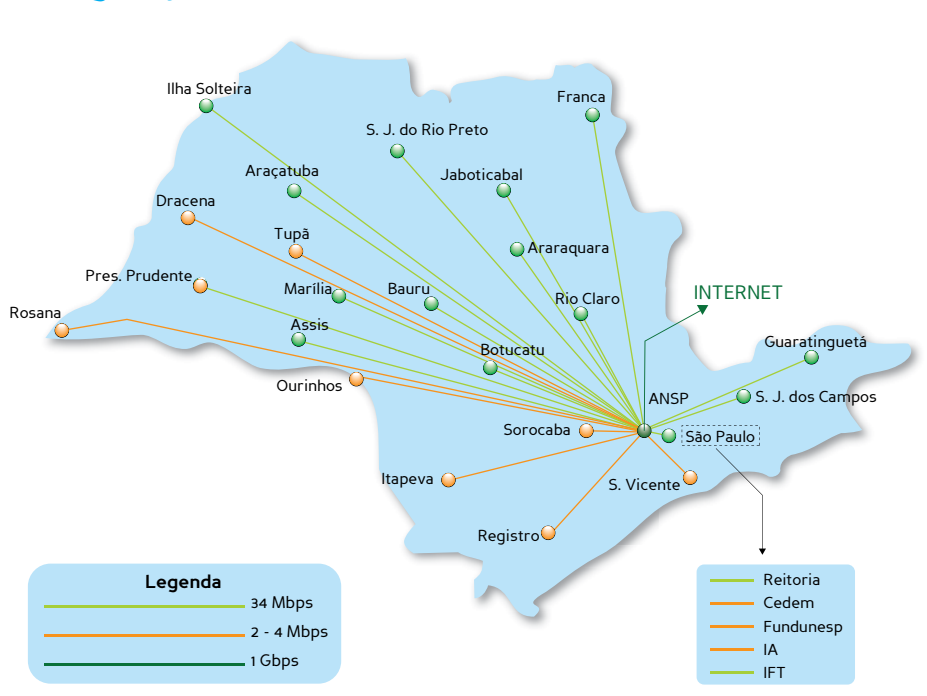 Ilha Solteira
Franca
S. J. do Rio Preto
Araçatuba
Jaboticabal
Dracena
Tupã
Araraquara
Pres. Prudente
Marília
Bauru
INTERNET
Rio Claro
Rosana
Assis
Guaratinguetá
Botucatu
Ourinhos
ANSP
S. J. dos Campos
Sorocaba
São Paulo
Itapeva
S. Vicente
Registro
Legenda
34 Mbps
2 - 4 Mbps
1 Gbps
Reitoria
Cedem
Fundunesp
IA
IFT